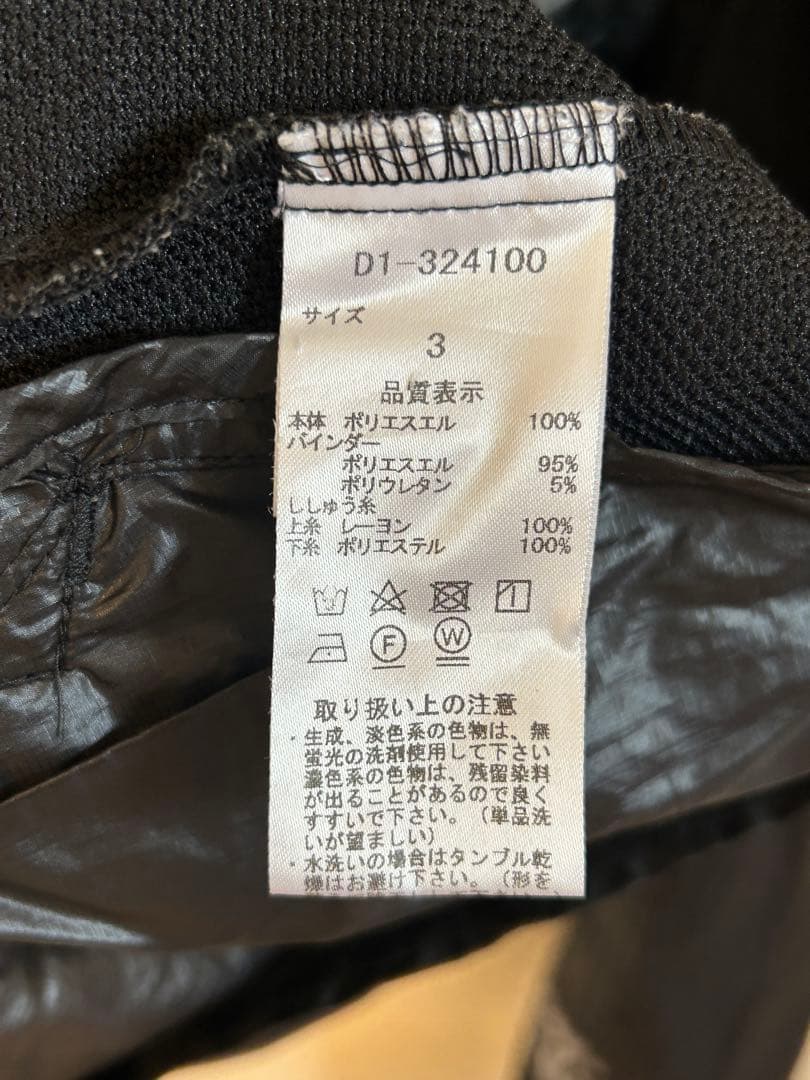 D1-324100
サイズ
3
品質表示
本体 ポリエスエル 100%
バインダー
ポリエスエル 95%
ポリウレタン 5%
ししゅう糸
上糸 レーヨン 100%
下糸 ポリエステル 100%
F W
取り扱い上の注意
・生成、淡色系の色物は、無
蛍光の洗剤使用して下さい
濃色系の色物は、残留染料
が出ることがあるので良く
すすいで下さい。(単品洗
いが望ましい)
・水洗いの場合はタンブル乾
燥はお避け下さい。(形を